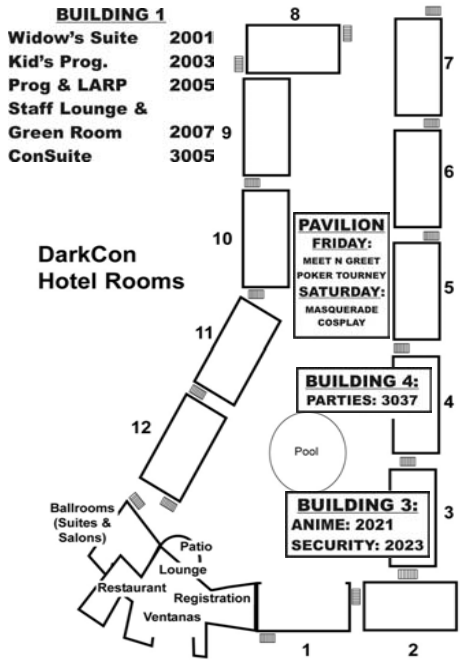 BUILDING 1
Widow's Suite 2001
Kid's Prog. 2003
Prog & LARP 2005
Staff Lounge &
Green Room 2007
ConSuite 3005
8
7
9
6
10
PAVILION
FRIDAY:
MEET N GREET
POKER TOURNEY
SATURDAY:
MASQUERADE
COSPLAY
DarkCon
Hotel Rooms
5
11
BUILDING 4:
PARTIES: 3037
4
12
Pool
BUILDING 3:
ANIME: 2021
SECURITY: 2023
3
Ballrooms
(Suites &
Salons)
Patio
Lounge
Restaurant
Registration
Ventanas
1
2